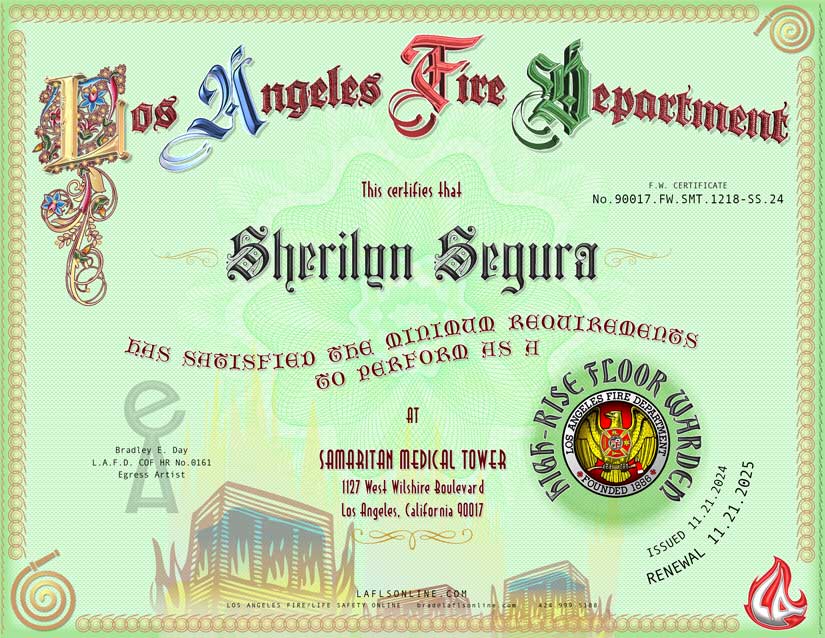 Los Angeles Fire Department
This certifies that
F.W. CERTIFICATE
No.90017.FW.SMT.1218-SS.24
Sherilyn Segura
HAS SATISFIED THE MINIMUM REQUIREMENTS
TO PERFORM AS A
HIGH-RISE FLOOR WARDEN
LOS ANGELES FIRE DEPARTMENT
FOUNDED 1886
AT
SAMARITAN MEDICAL TOWER
1127 West Wilshire Boulevard
Los Angeles, California 90017
Bradley E. Day
L.A.F.D. COF HR No.0161
Egress Artist
ISSUED 11.21.2024
RENEWAL 11.21.2025
LAFLSONLINE.COM
LOS ANGELES FIRE/LIFE SAFETY ONLINE